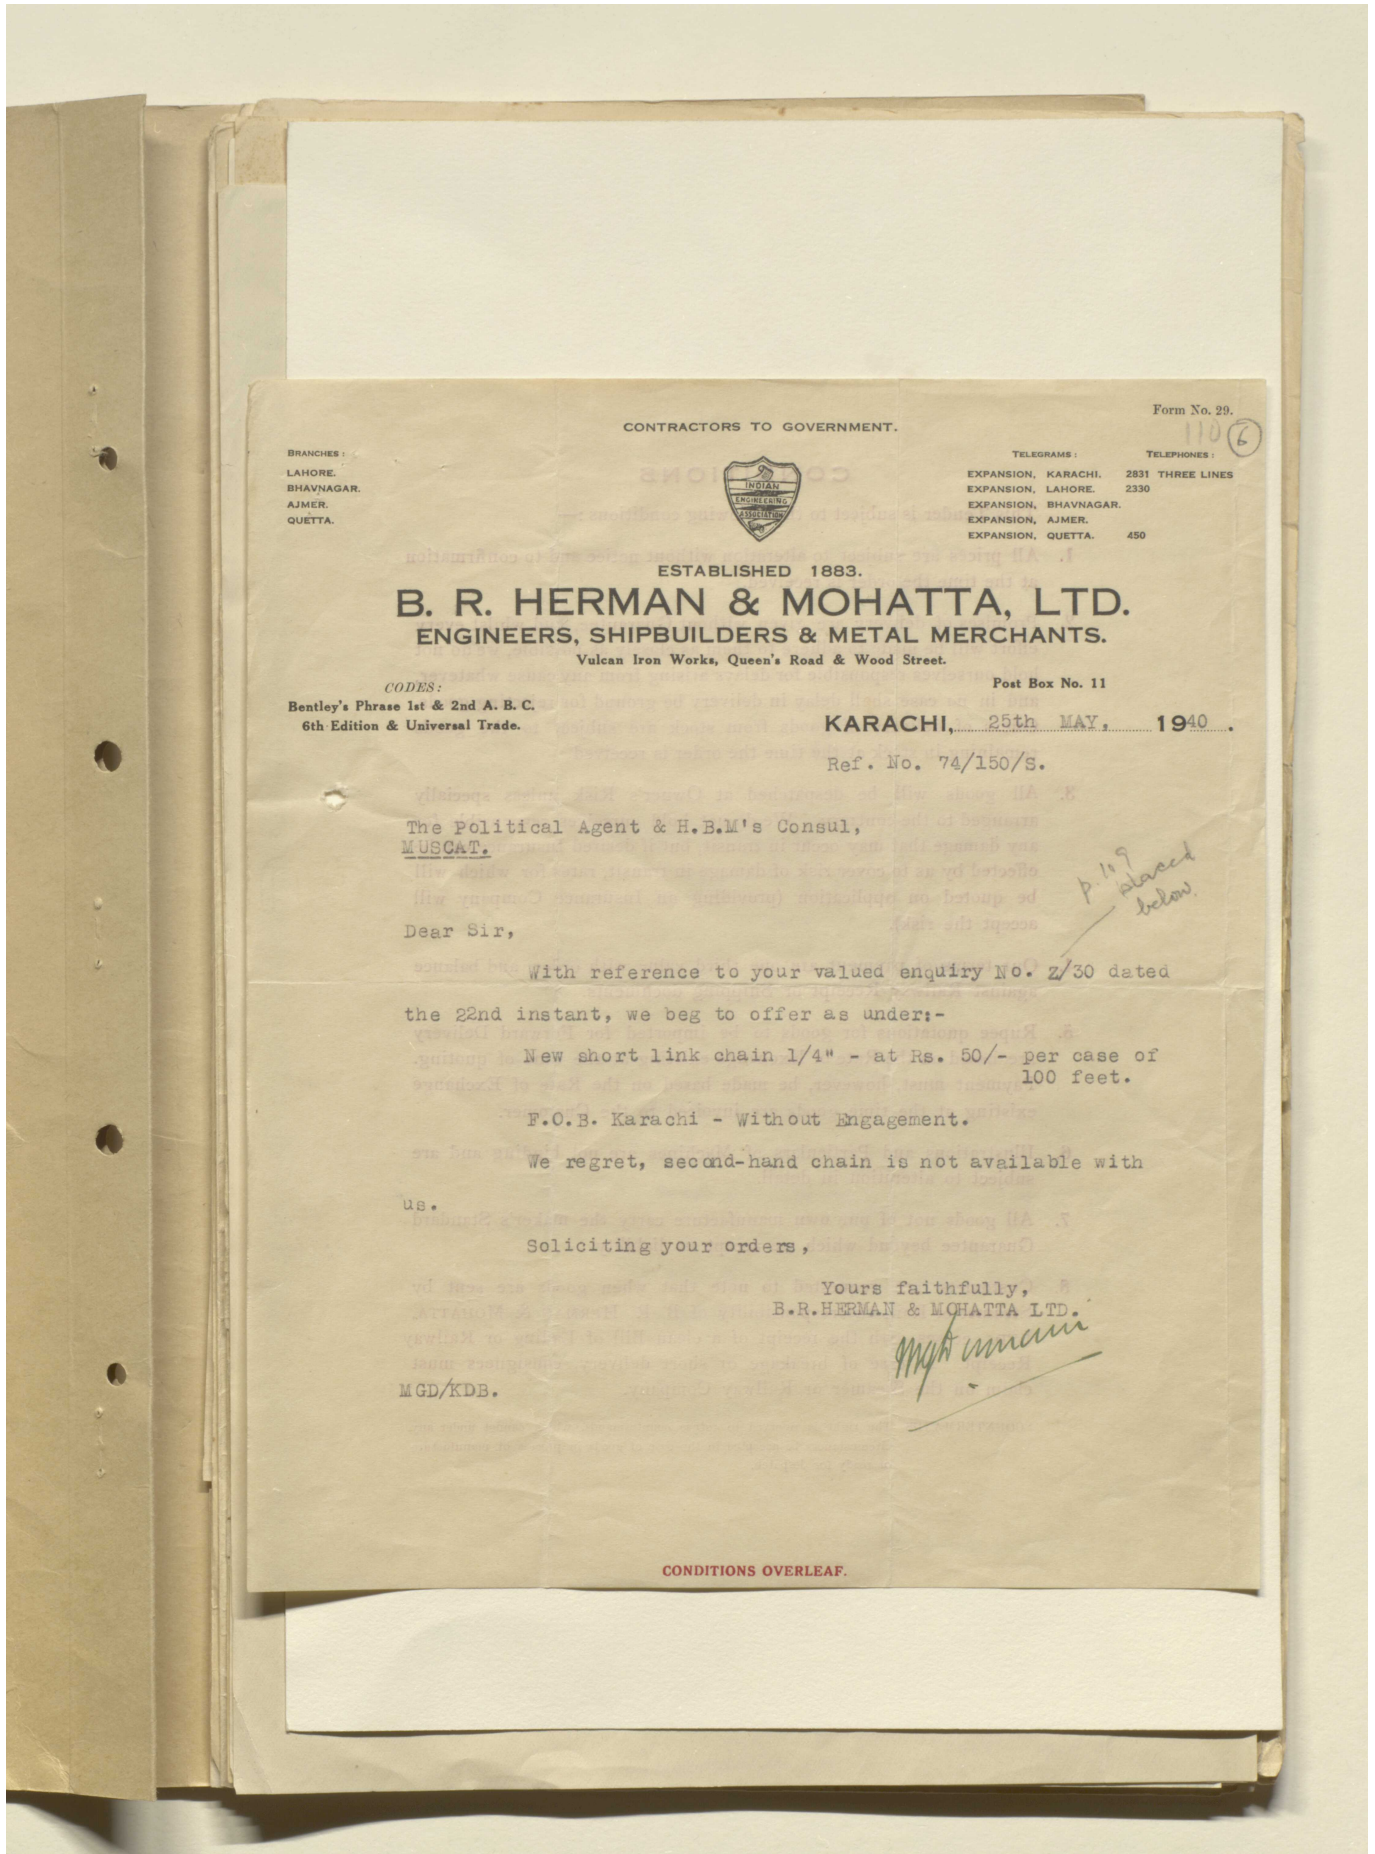 Form No. 29.
110 6
CONTRACTORS TO GOVERNMENT.
BRANCHES :
LAHORE.
BHAVNAGAR.
AJMER.
QUETTA.
INDIAN
ENGINEERING
ASSOCIATION
TELEGRAMS : TELEPHONES :
EXPANSION, KARACHI. 2831 THREE LINES
EXPANSION, LAHORE. 2330
EXPANSION, BHAVNAGAR.
EXPANSION, AJMER.
EXPANSION, QUETTA. 450
ESTABLISHED 1883.
B. R. HERMAN & MOHATTA, LTD.
ENGINEERS, SHIPBUILDERS & METAL MERCHANTS.
Vulcan Iron Works, Queen's Road & Wood Street.
CODES:
Bentley's Phrase 1st & 2nd A. B. C.
6th Edition & Universal Trade.
Post Box No. 11
KARACHI, 25th MAY, 1940.
Ref. No. 74/150/S.
The Political Agent & H.B.M's Consul,
MUSCAT.
p. 109
placed
below.
Dear Sir,
With reference to your valued enquiry No. Z/30 dated
the 22nd instant, we beg to offer as under:-
New short link chain 1/4" - at Rs. 50/- per case of
100 feet.
F.O.B. Karachi - Without Engagement.
We regret, second-hand chain is not available with
us.
Soliciting your orders,
Yours faithfully,
B.R.HERMAN & MOHATTA LTD.
MGD/KDB.
CONDITIONS OVERLEAF.